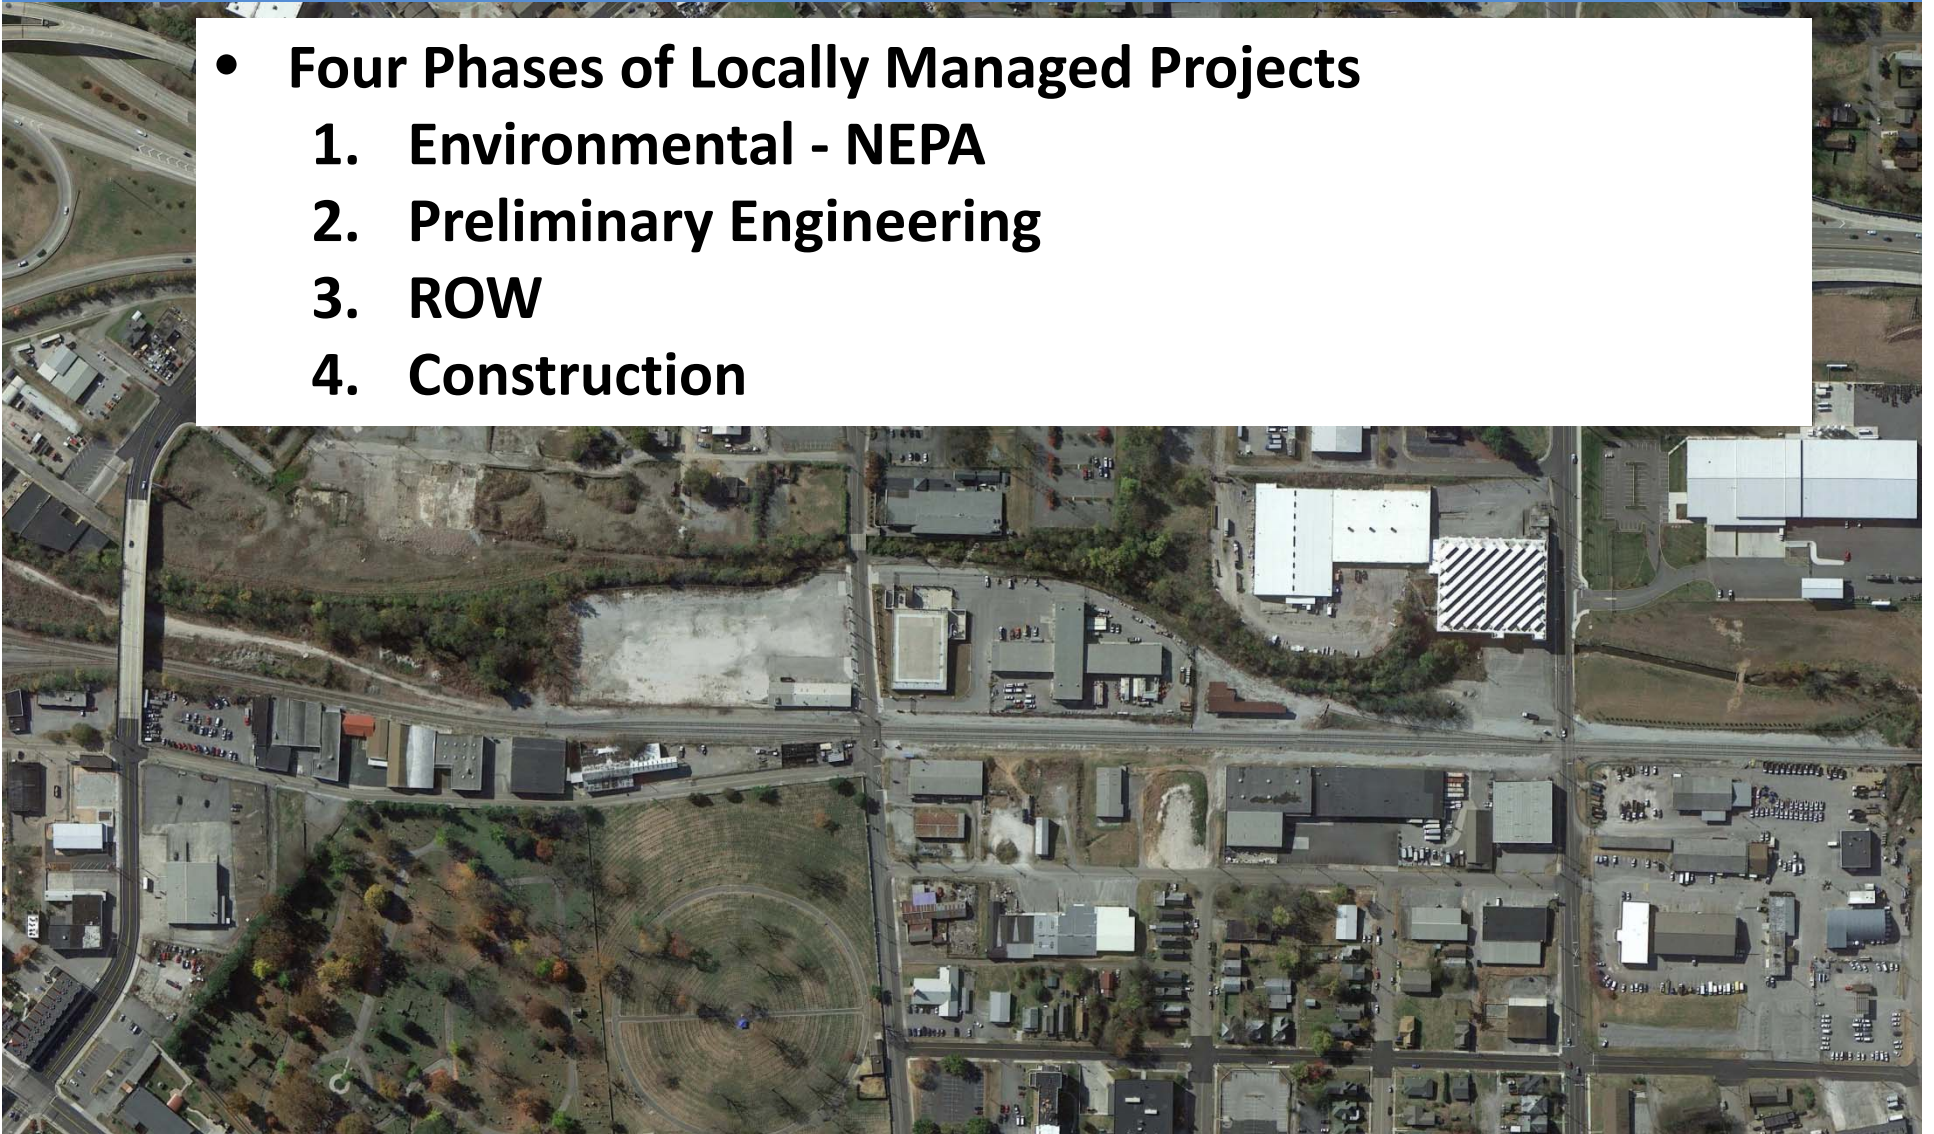 • Four Phases of Locally Managed Projects
1. Environmental - NEPA
2. Preliminary Engineering
3. ROW
4. Construction